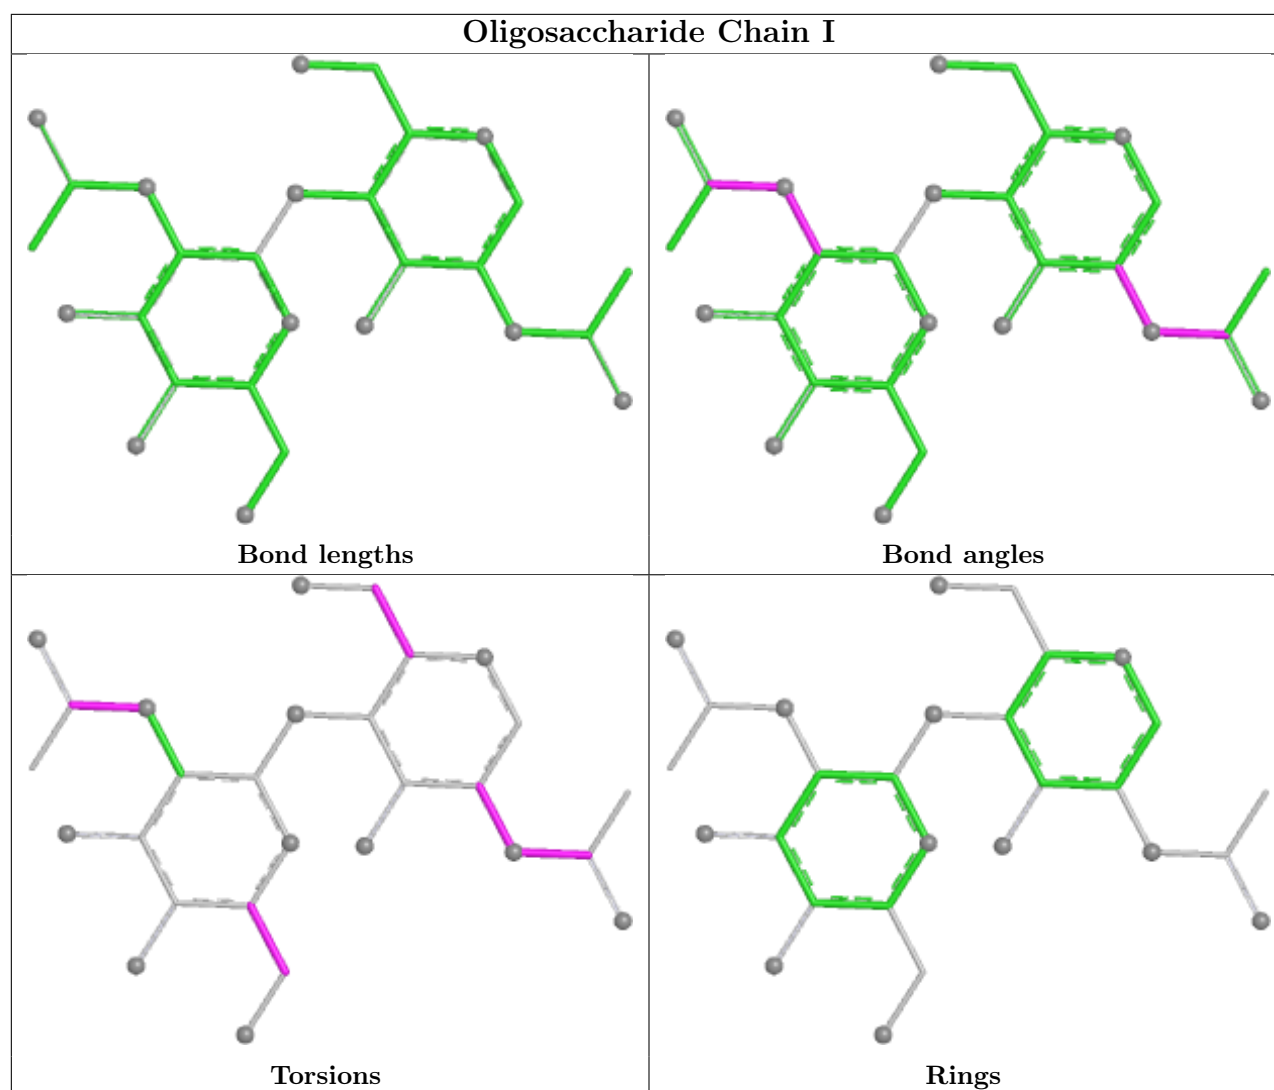 Oligosaccharide Chain I
Bond lengths
Bond angles
Torsions
Rings